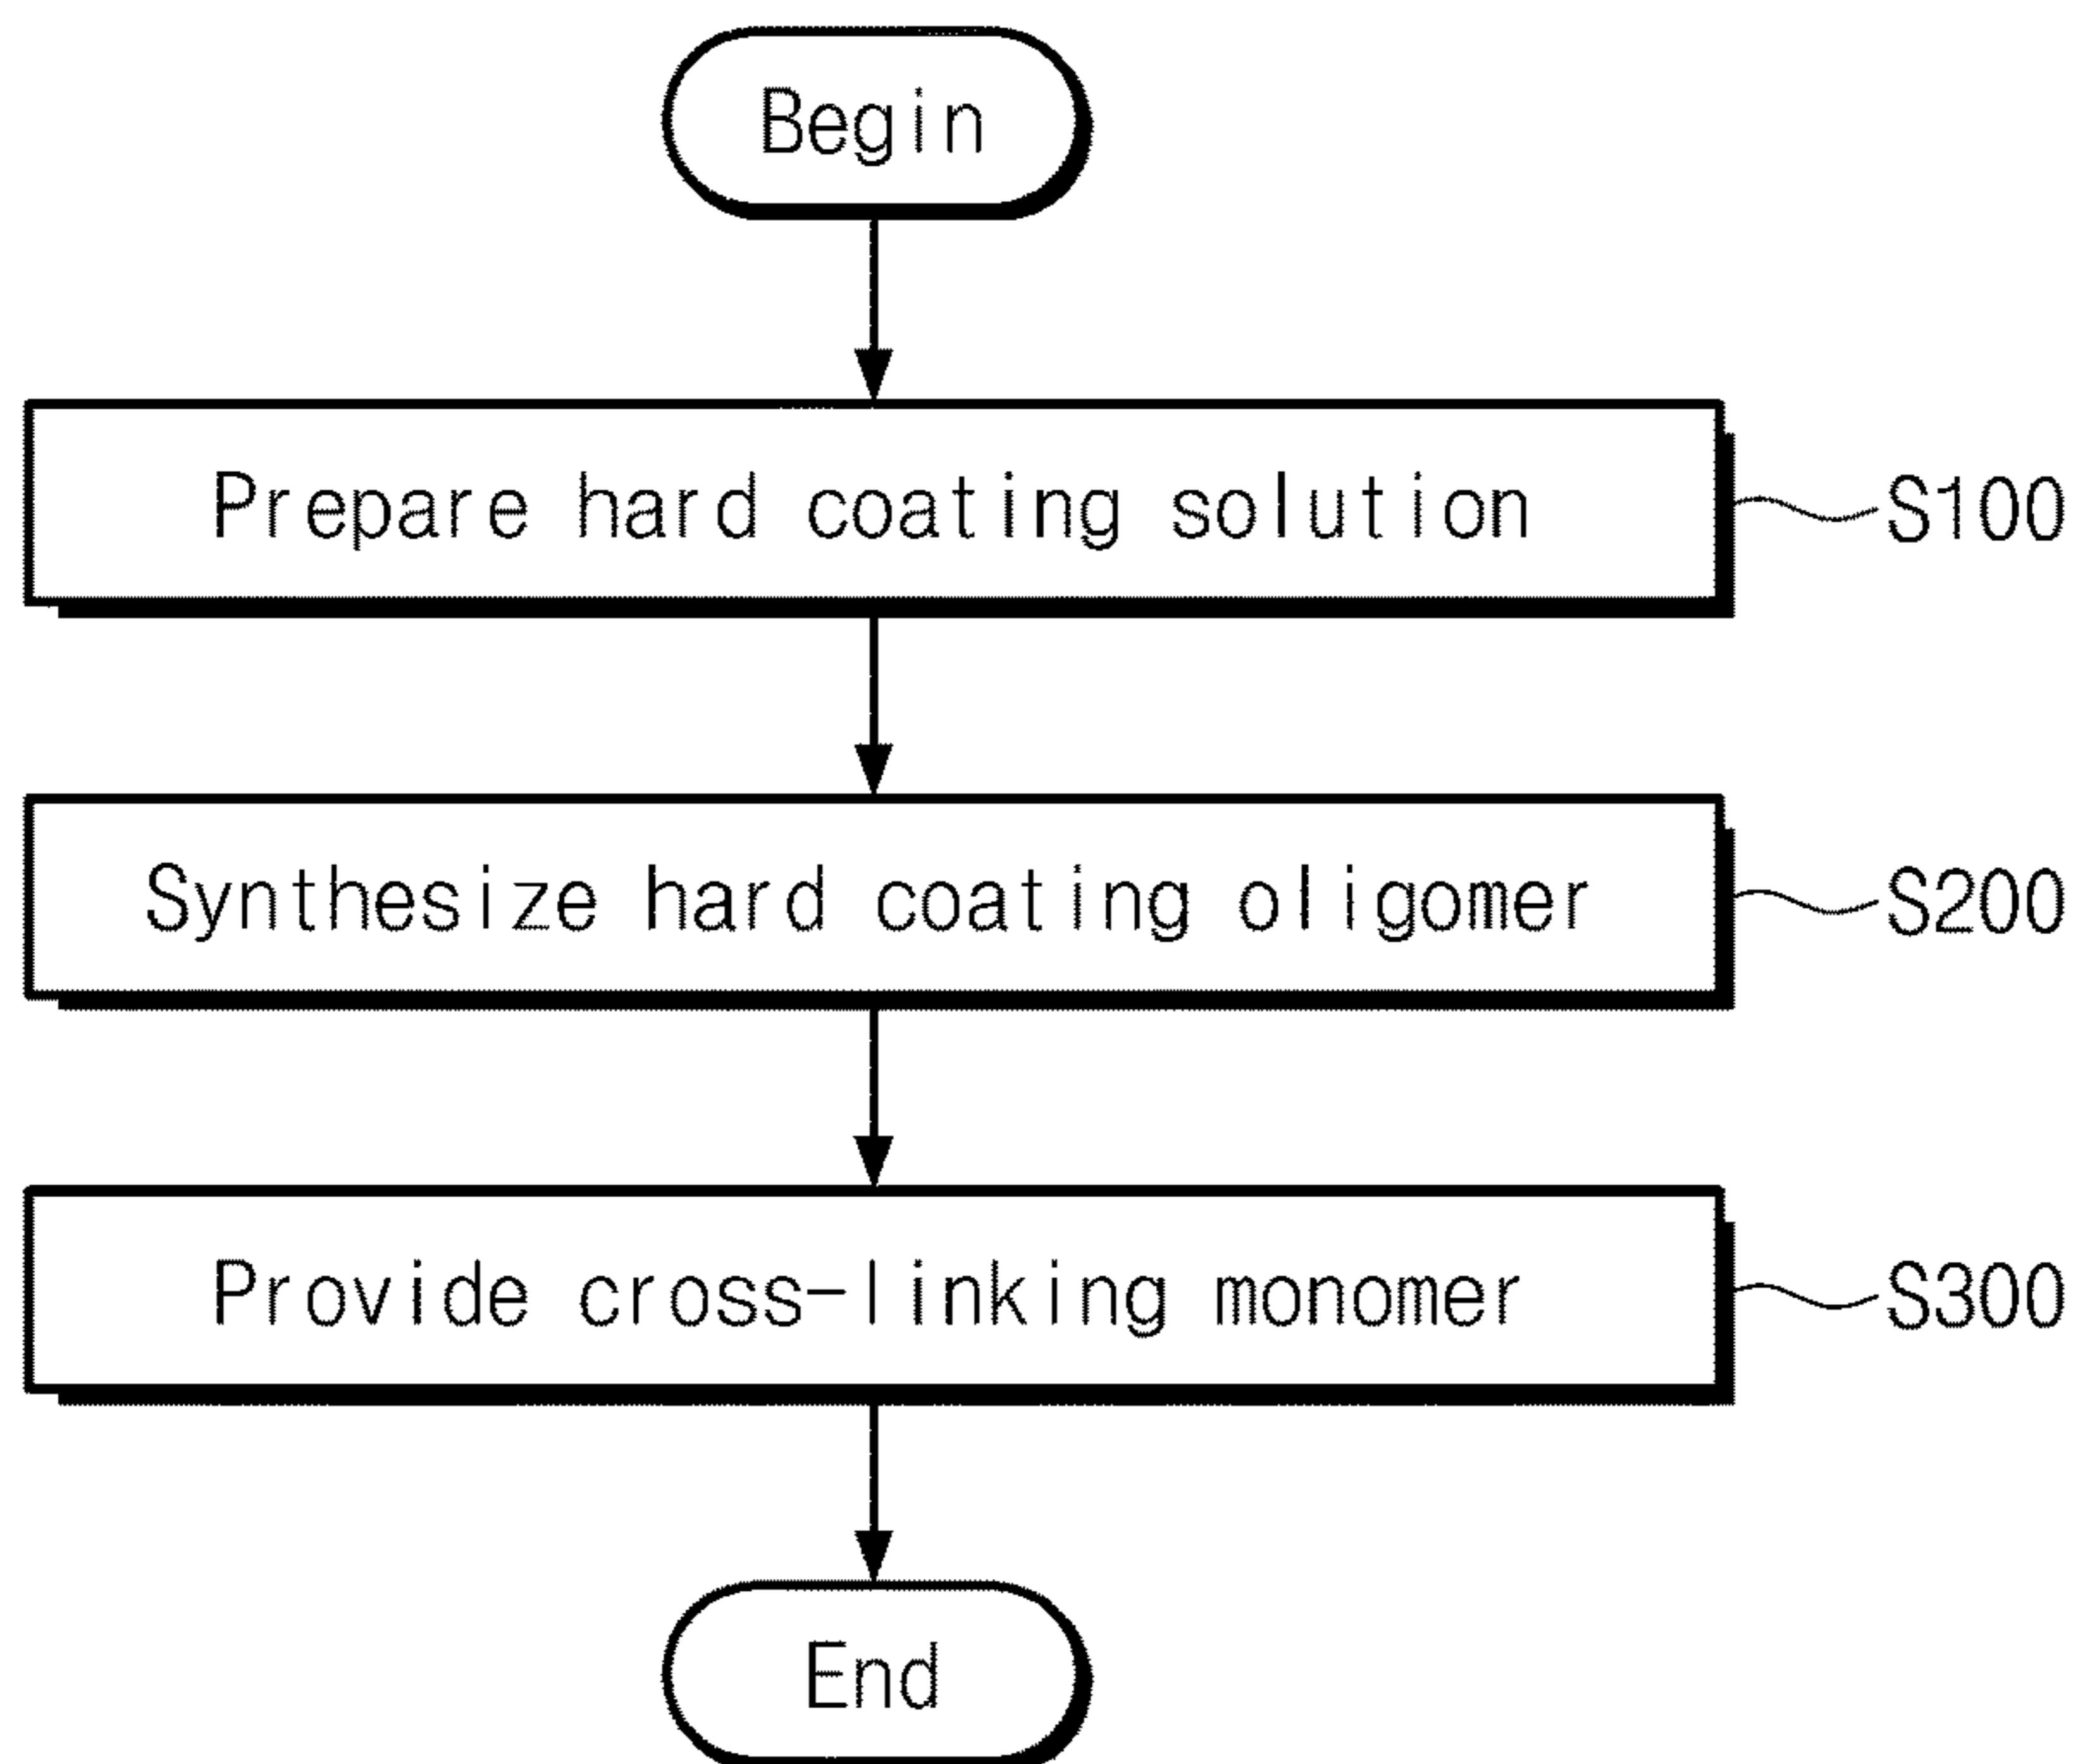 Begin
Prepare hard coating solution
S100
Synthesize hard coating oligomer
S200
Provide cross-linking monomer
S300
End